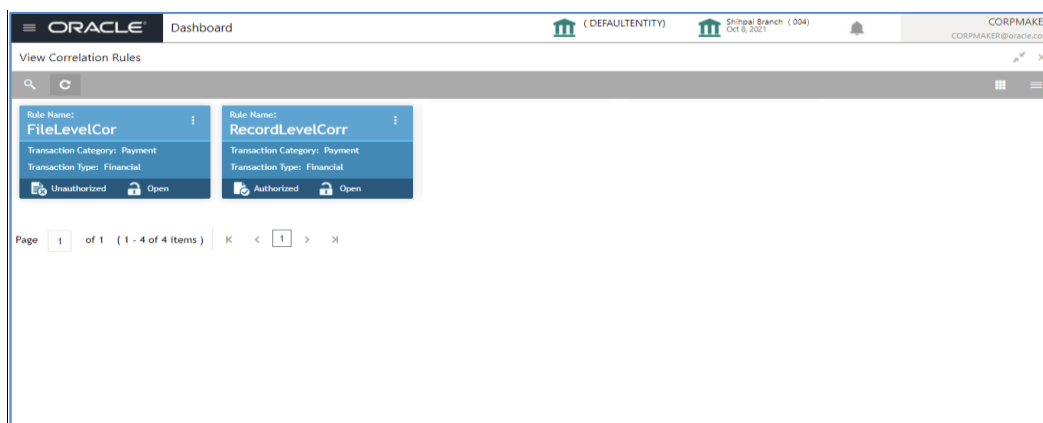 ORACLE Dashboard ( DEFAULTENTITY) Shihpai Branch ( 004) CORPMAKE
Oct 6, 2021 CORPMAKER@oracle.co
View Correlation Rules
Rule Name: Rule Name:
FileLevelCor RecordLevelCorr
Transaction Category: Payment Transaction Category: Payment
Transaction Type: Financial Transaction Type: Financial
Unauthorized Open Authorized Open
Page 1 of 1 ( 1 - 4 of 4 items ) K < 1 > >|